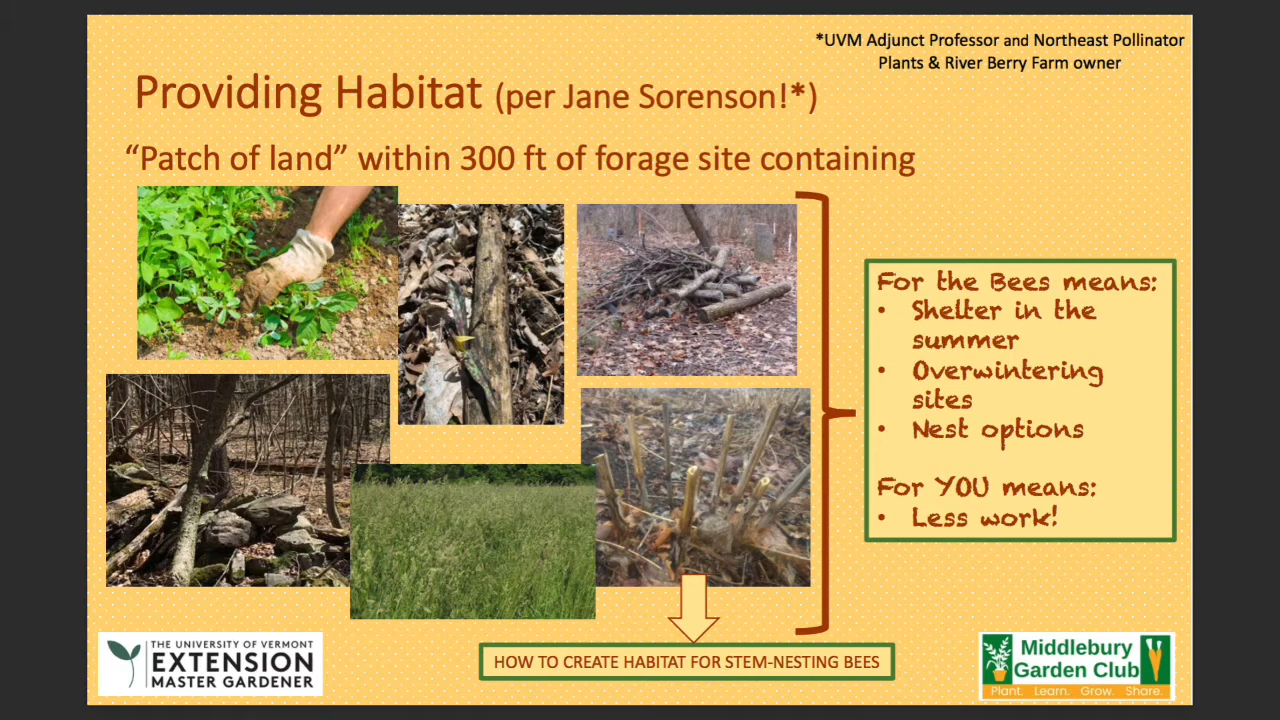 *UVM Adjunct Professor and Northeast Pollinator
Plants & River Berry Farm owner
Providing Habitat (per Jane Sorenson!*)
“Patch of land” within 300 ft of forage site containing
For the Bees means:
• Shelter in the
summer
• Overwintering
sites
• Nest options
For YOU means:
• Less work!
HOW TO CREATE HABITAT FOR STEM-NESTING BEES
THE UNIVERSITY OF VERMONT
EXTENSION
MASTER GARDENER
Middlebury
Garden Club
Plant. Learn. Grow. Share.